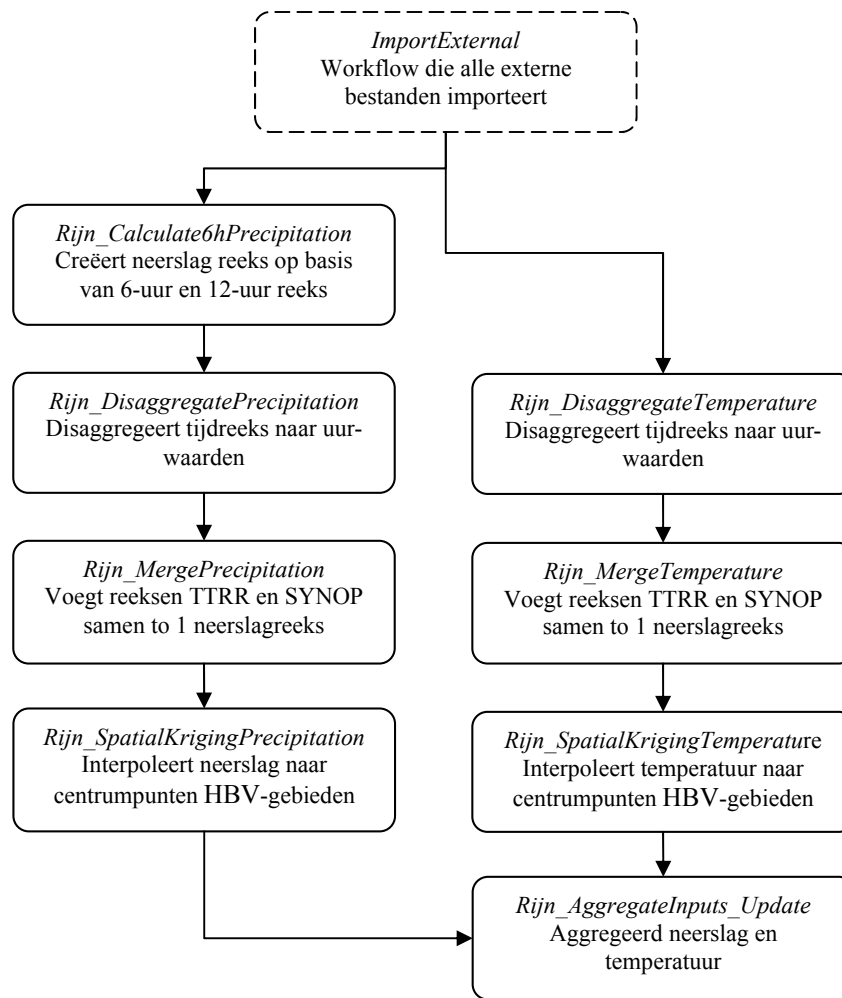 ImportExternal
Workflow die alle externe
bestanden importeert
Rijn_Calculate6hPrecipitation
Creëert neerslag reeks op basis
van 6-uur en 12-uur reeks
Rijn_DisaggregatePrecipitation
Disaggregeert tijdreeks naar uur-
waarden
Rijn_DisaggregateTemperature
Disaggregeert tijdreeks naar uur-
waarden
Rijn_MergePrecipitation
Voegt reeksen TTRR en SYNOP
samen to 1 neerslagreeks
Rijn_MergeTemperature
Voegt reeksen TTRR en SYNOP
samen to 1 neerslagreeks
Rijn_SpatialKrigingPrecipitation
Interpoleert neerslag naar
centrumpunten HBV-gebieden
Rijn_SpatialKrigingTemperature
Interpoleert temperatuur naar
centrumpunten HBV-gebieden
Rijn_AggregateInputs_Update
Aggregeerd neerslag en
temperatuur